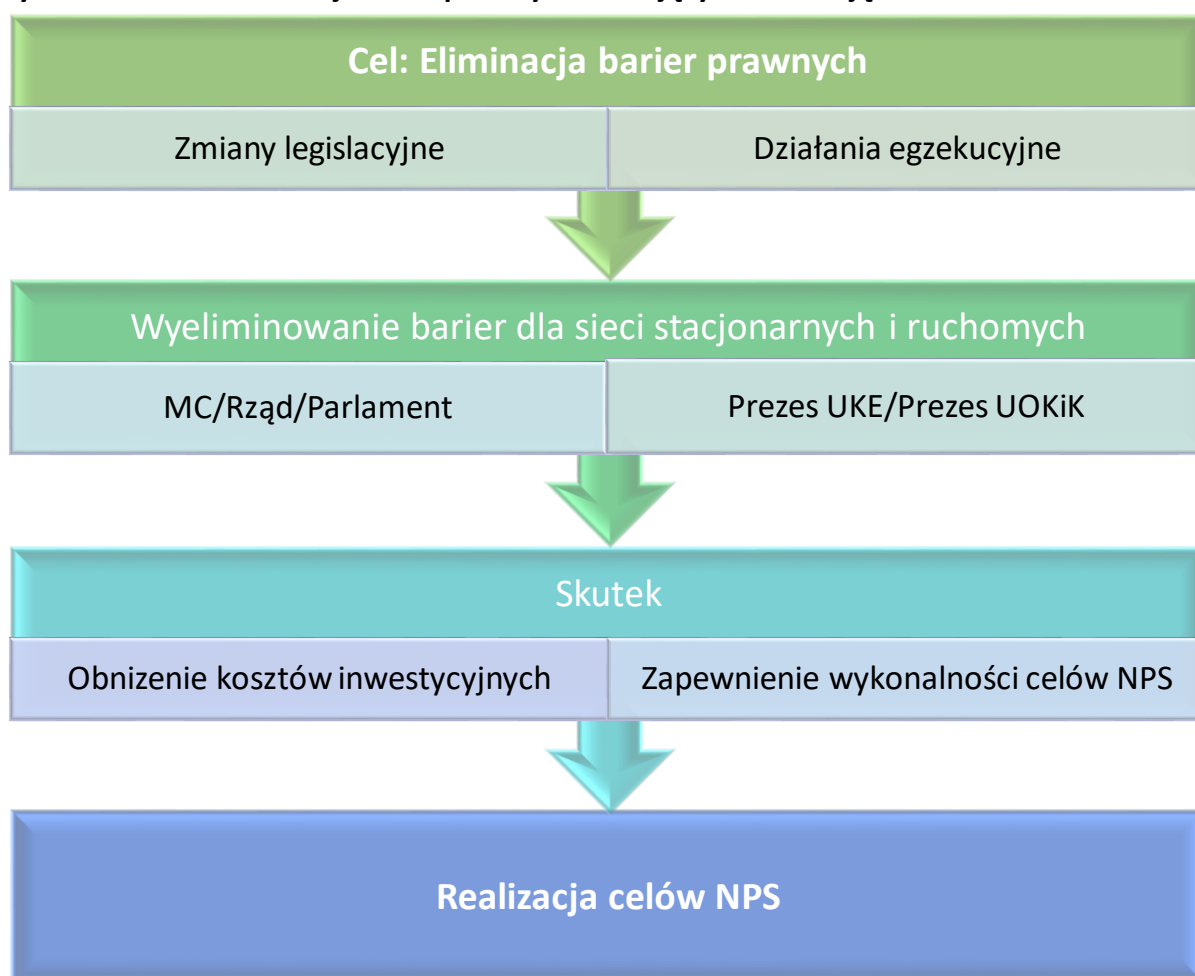 Cel: Eliminacja barier prawnych
Zmiany legislacyjne
Działania egzekucyjne
Wyeliminowanie barier dla sieci stacjonarnych i ruchomych
MC/Rząd/Parlament
Prezes UKE/Prezes UOKiK
Skutek
Obnizenie kosztów inwestycyjnych
Zapewnienie wykonalności celów NPS
Realizacja celów NPS